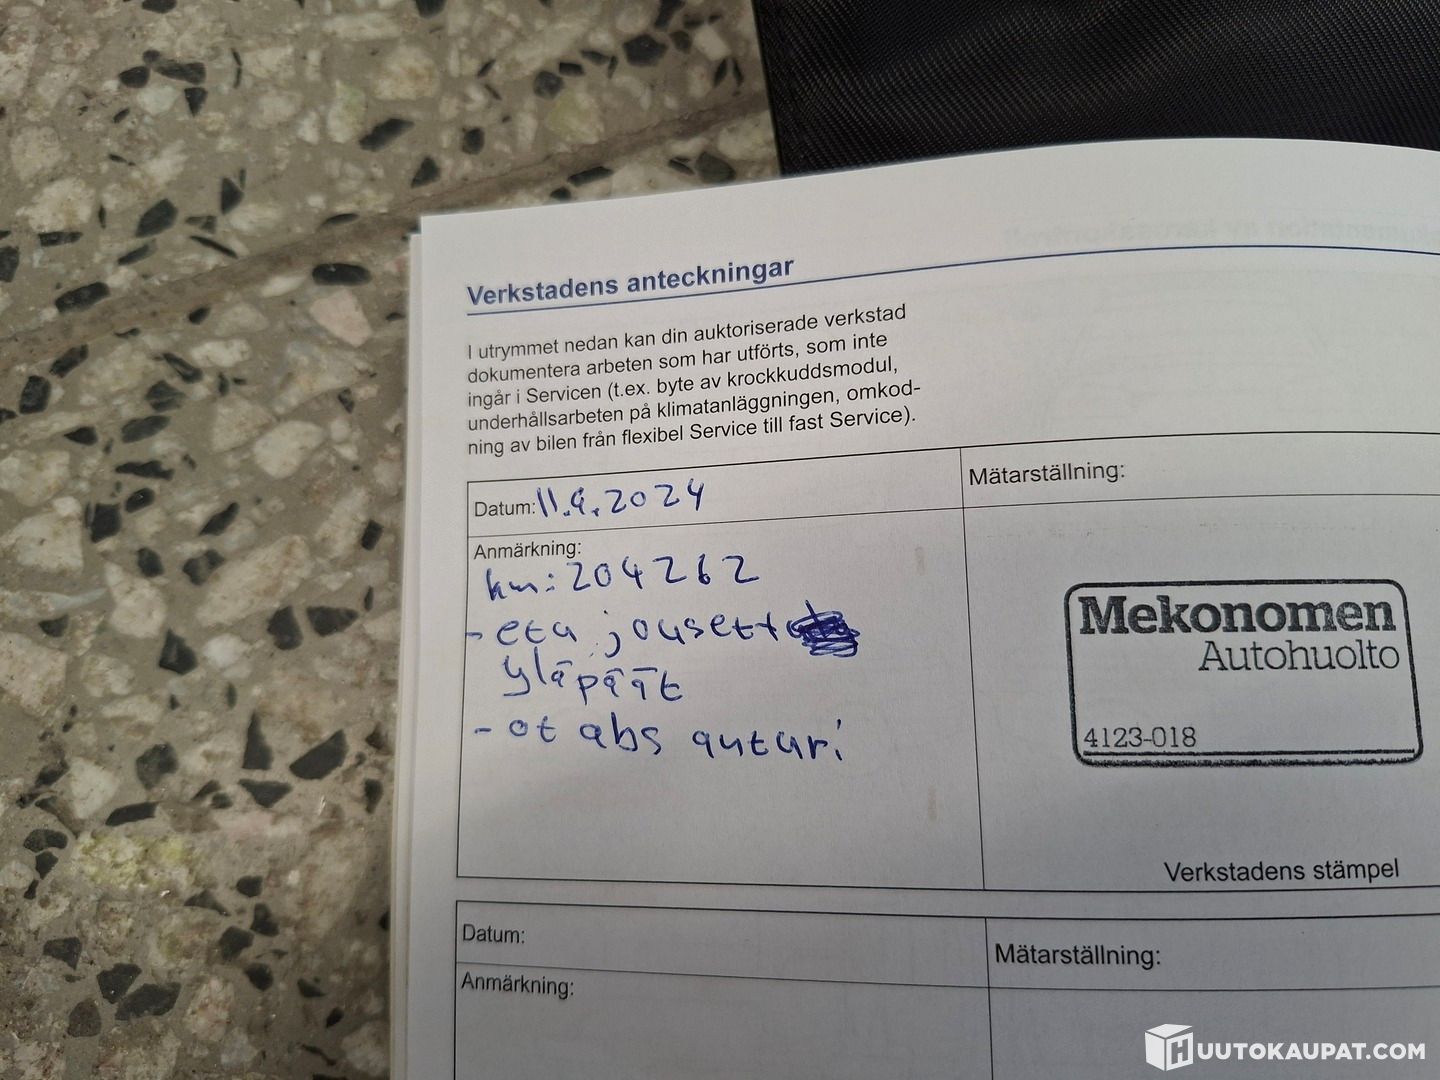 Verkstadens anteckningar
I utrymmet nedan kan din auktoriserade verkstad
dokumentera arbeten som har utförts, som inte
ingår i Servicen (t.ex. byte av krockkuddsmodul,
underhållsarbeten på klimatanläggningen, omkod-
ning av bilen från flexibel Service till fast Service).
Datum: 11.9.2024
Mätarställning:
Anmärkning:
km: 204262
- etu jouset+
yläpäät
- ot abs anturi
Mekonomen
Autohuolto
4123-018
Verkstadens stämpel
Datum:
Mätarställning:
Anmärkning:
HUUTOKAUPAT.COM